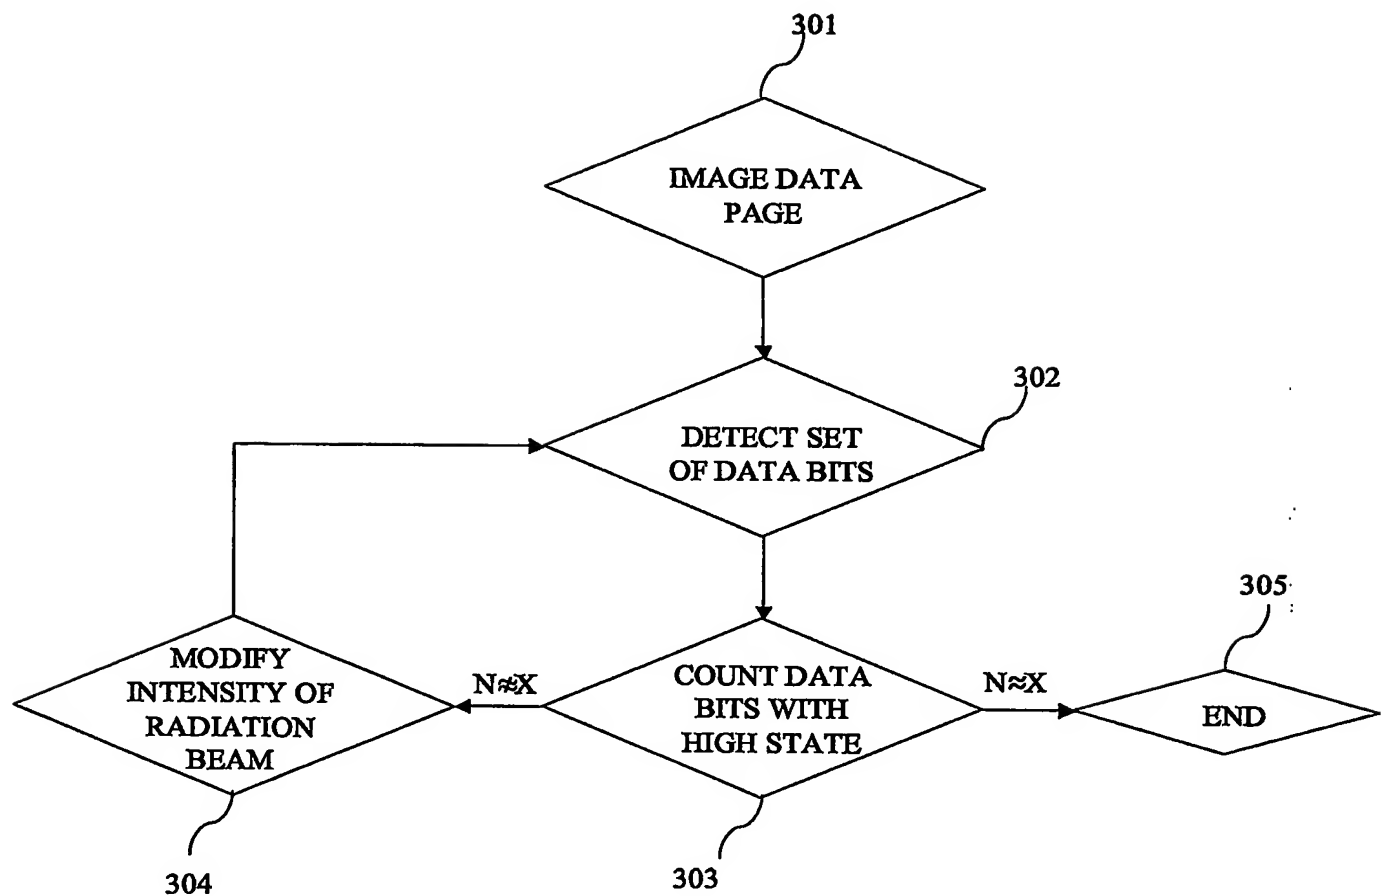 301
IMAGE DATA
PAGE
302
DETECT SET
OF DATA BITS
305
MODIFY
INTENSITY OF
RADIATION
BEAM
N≉X
COUNT DATA
BITS WITH
HIGH STATE
N≈X
END
304
303